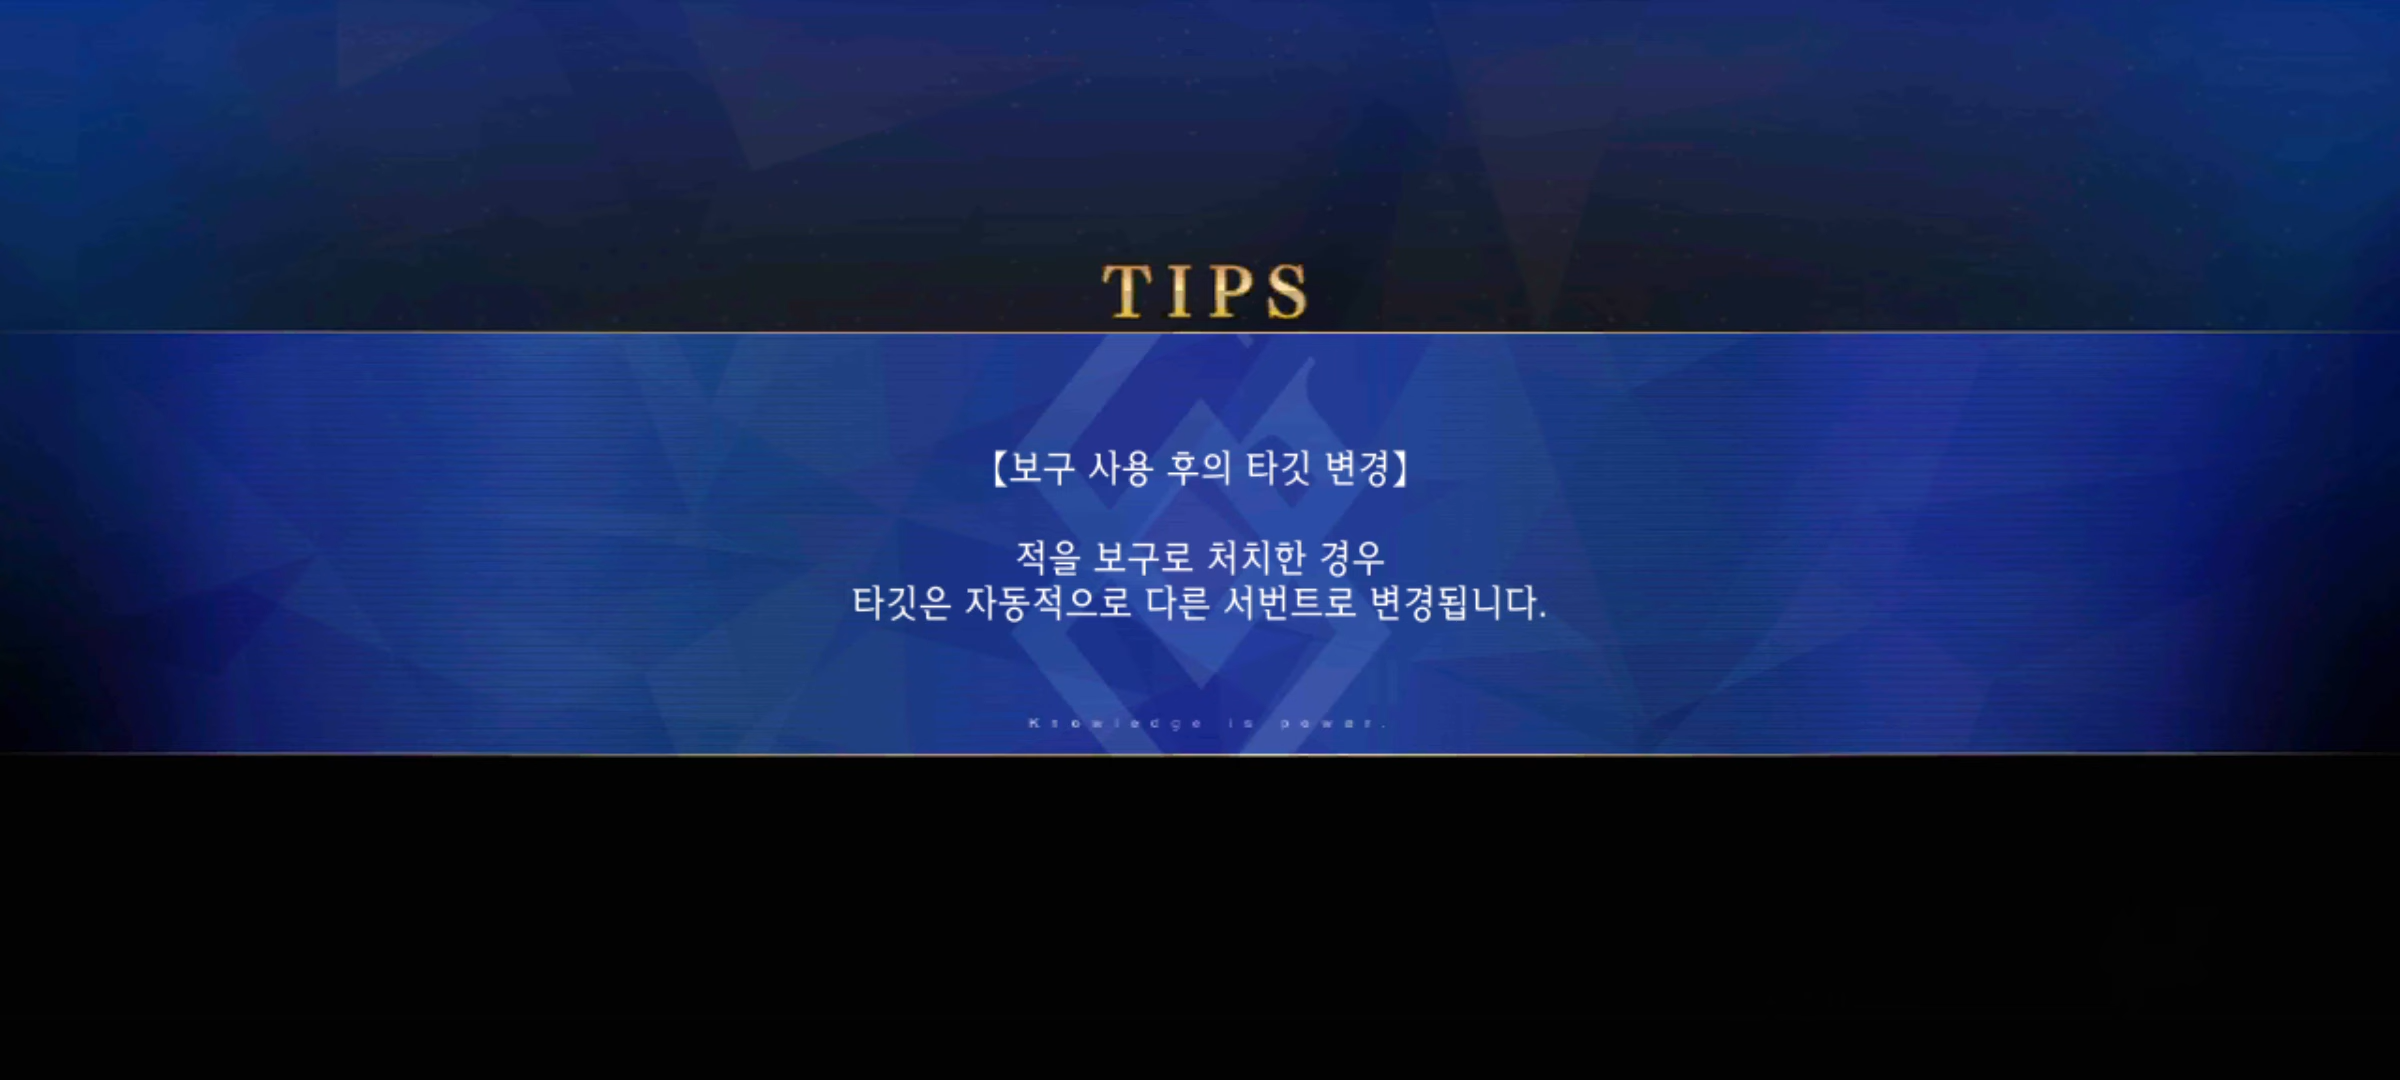 TIPS
【보구 사용 후의 타깃 변경】
적을 보구로 처치한 경우
타깃은 자동적으로 다른 서번트로 변경됩니다.
Knowledge is power.